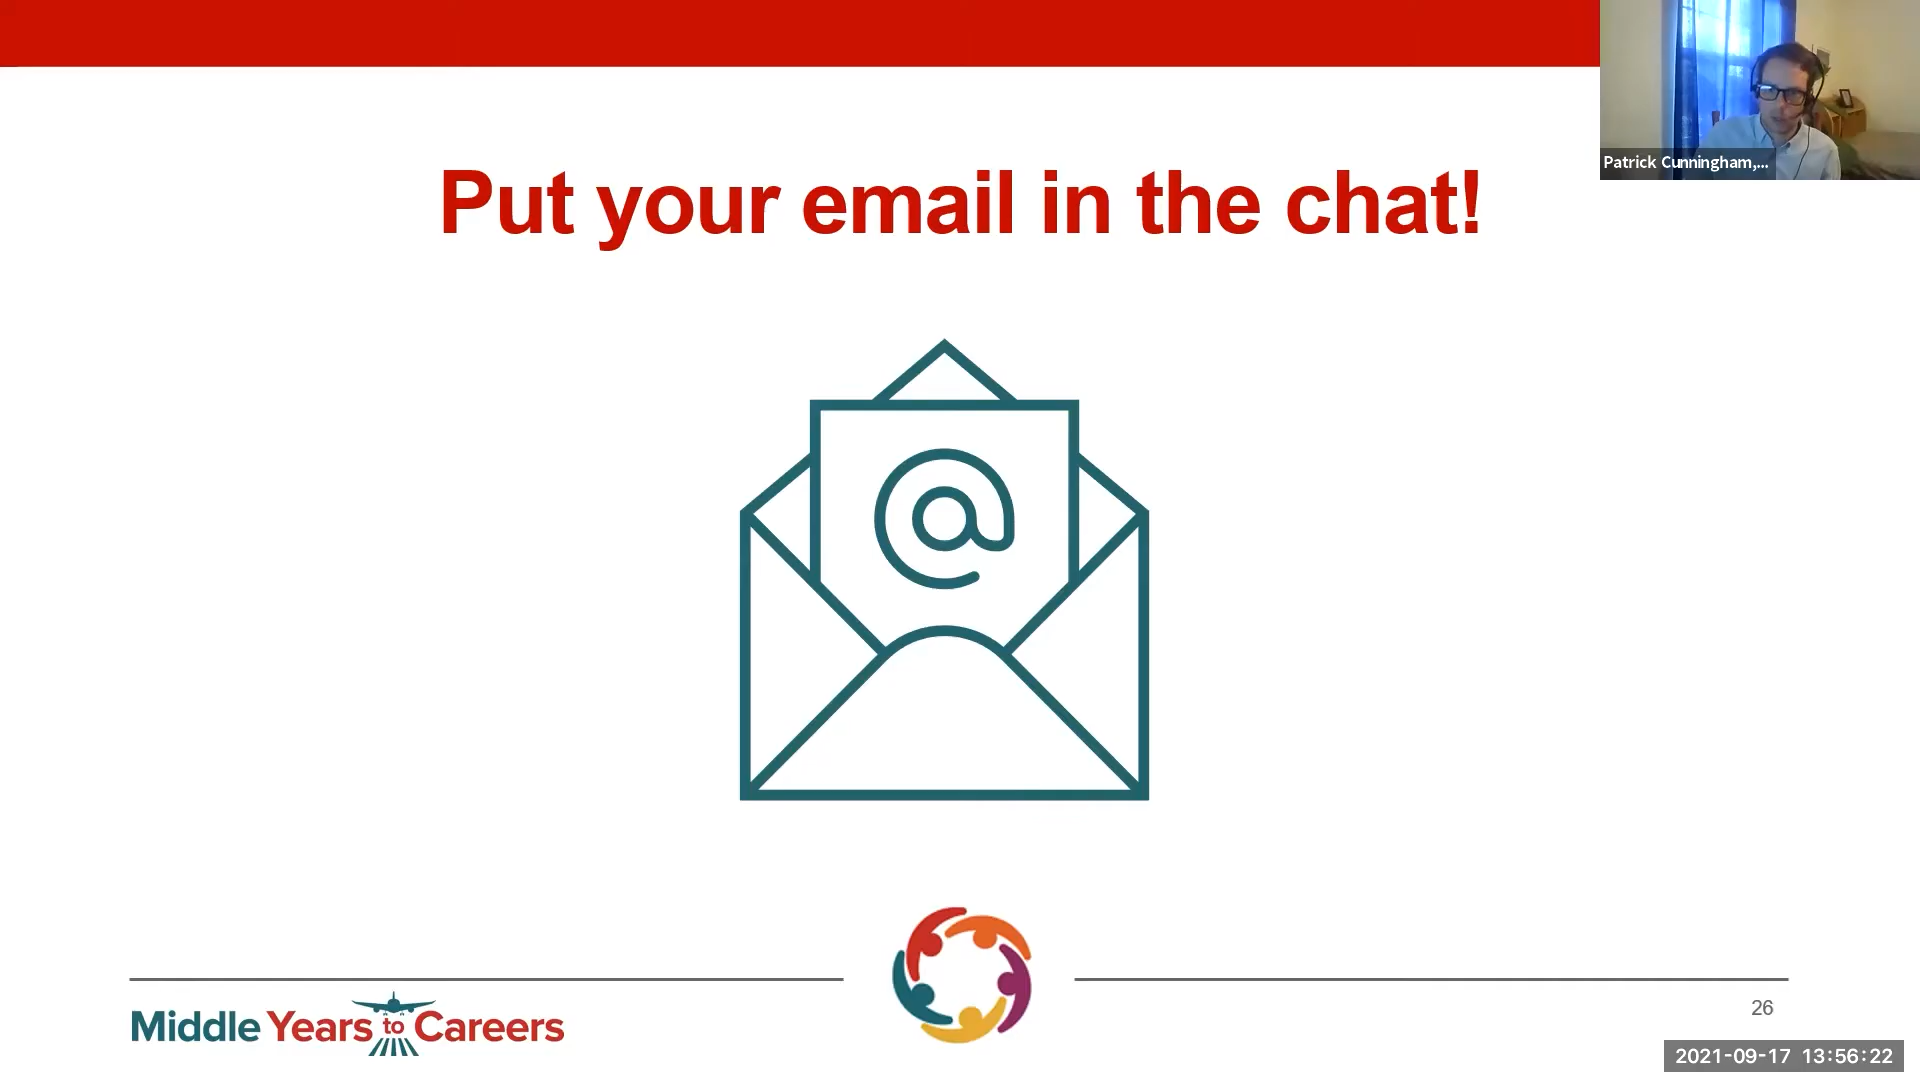 Patrick Cunningham,...
Put your email in the chat!
@
Middle Years to Careers
26
2021-09-17 13:56:22